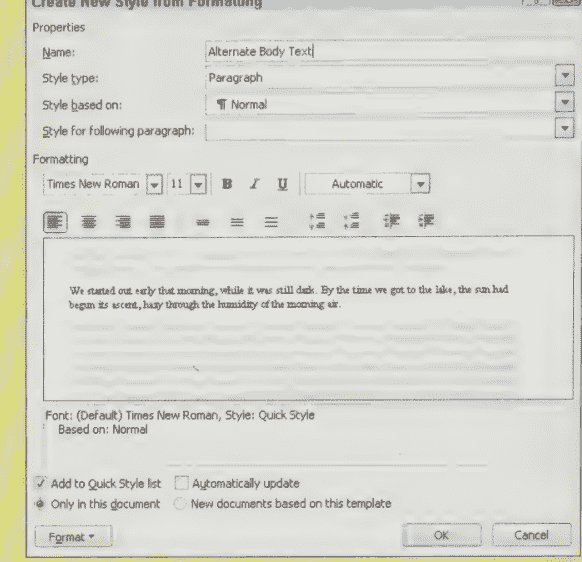 Create New Style from Formatting
Properties
Name: Alternate Body Text
Style type: Paragraph
Style based on: ¶ Normal
Style for following paragraph:
Formatting
Times New Roman 11 B I U Automatic
We started out early that morning, while it was still dark. By the time we got to the lake, the sun had
begun its ascent, hazy through the humidity of the morning air.
Font: (Default) Times New Roman, Style: Quick Style
Based on: Normal
Add to Quick Style list Automatically update
Only in this document New documents based on this template
Format OK Cancel